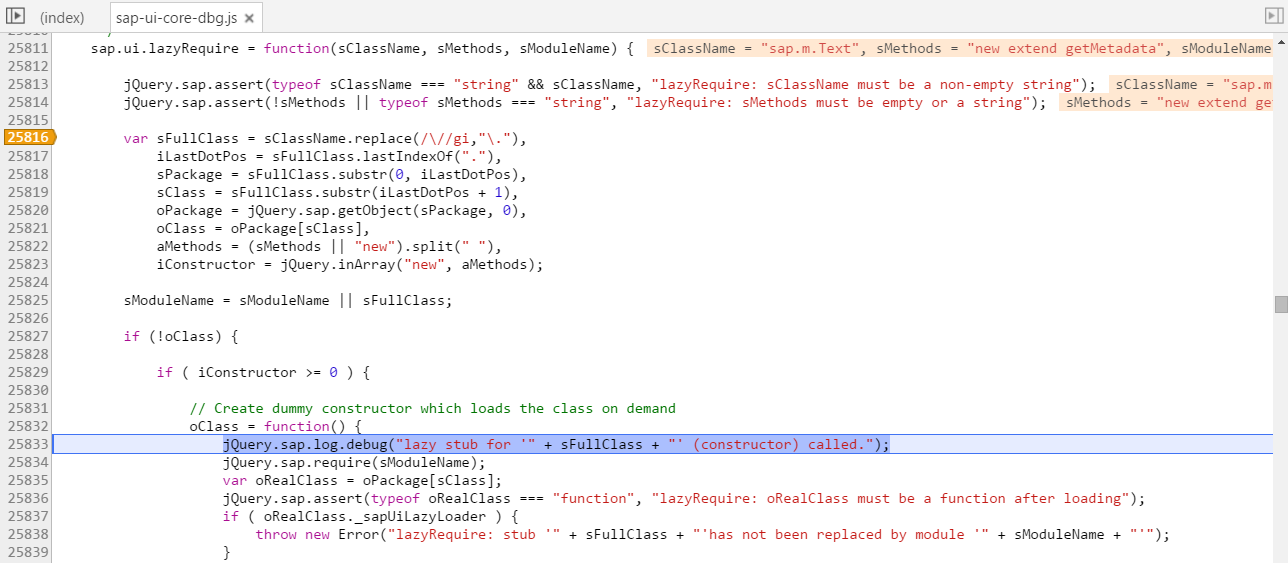 (index) sap-ui-core-dbg.js ×
25811 sap.ui.lazyRequire = function(sClassName, sMethods, sModuleName) { sClassName = "sap.m.Text", sMethods = "new extend getMetadata", sModuleName
25812
25813 jQuery.sap.assert(typeof sClassName === "string" && sClassName, "lazyRequire: sClassName must be a non-empty string"); sClassName = "sap.m
25814 jQuery.sap.assert(!sMethods || typeof sMethods === "string", "lazyRequire: sMethods must be empty or a string"); sMethods = "new extend ge
25815
25816 var sFullClass = sClassName.replace(/\//gi,"\."),
25817 iLastDotPos = sFullClass.lastIndexOf("."),
25818 sPackage = sFullClass.substr(0, iLastDotPos),
25819 sClass = sFullClass.substr(iLastDotPos + 1),
25820 oPackage = jQuery.sap.getObject(sPackage, 0),
25821 oClass = oPackage[sClass],
25822 aMethods = (sMethods || "new").split(" "),
25823 iConstructor = jQuery.inArray("new", aMethods);
25824
25825 sModuleName = sModuleName || sFullClass;
25826
25827 if (!oClass) {
25828
25829 if ( iConstructor >= 0 ) {
25830
25831 // Create dummy constructor which loads the class on demand
25832 oClass = function() {
25833 jQuery.sap.log.debug("lazy stub for '" + sFullClass + "' (constructor) called.");
25834 jQuery.sap.require(sModuleName);
25835 var oRealClass = oPackage[sClass];
25836 jQuery.sap.assert(typeof oRealClass === "function", "lazyRequire: oRealClass must be a function after loading");
25837 if ( oRealClass._sapUiLazyLoader ) {
25838 throw new Error("lazyRequire: stub '" + sFullClass + "'has not been replaced by module '" + sModuleName + "'");
25839 }